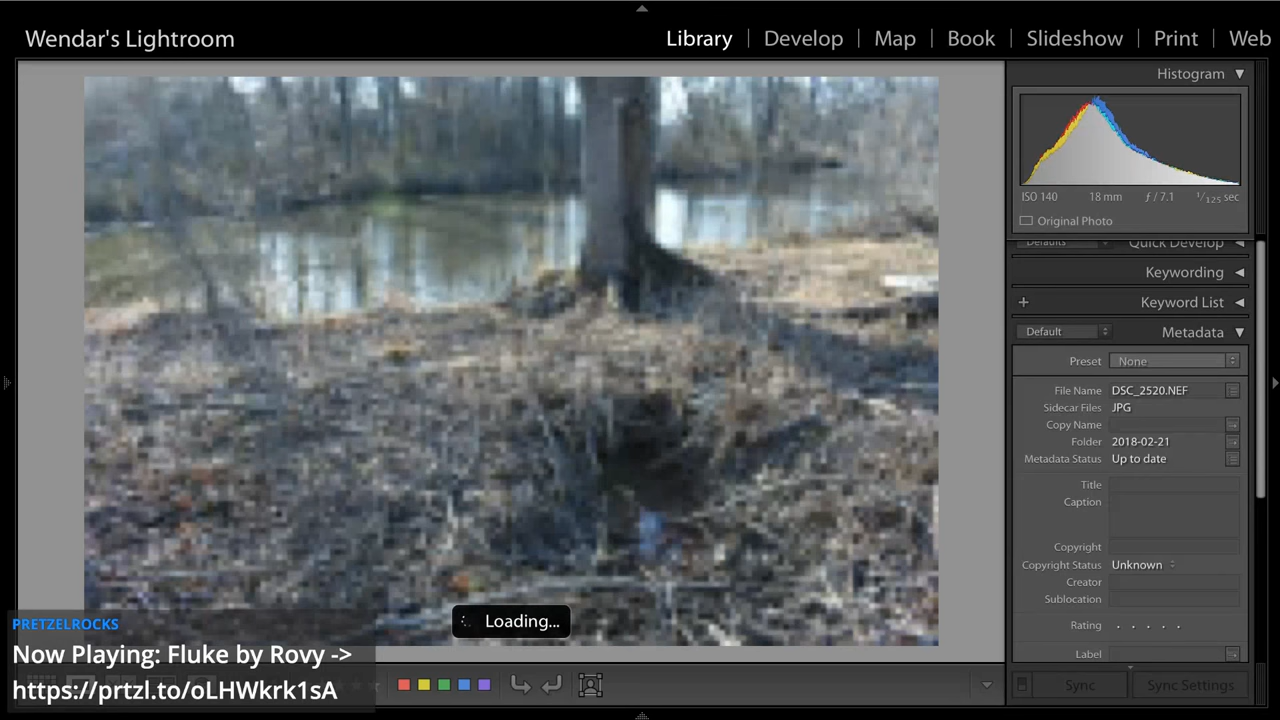 Wendar's Lightroom
Library | Develop | Map | Book | Slideshow | Print | Web
Histogram
ISO 140 18 mm ƒ / 7.1 1/125 sec
Original Photo
Defaults Quick Develop
Keywording
+ Keyword List
Default Metadata
Preset None
File Name DSC_2520.NEF
Sidecar Files JPG
Copy Name
Folder 2018-02-21
Metadata Status Up to date
Title
Caption
Copyright
Copyright Status Unknown
Creator
Sublocation
Rating . . . . .
Label
Loading...
PRETZELROCKS
Now Playing: Fluke by Rovy ->
https://prtzl.to/oLHWkrk1sA
Sync Sync Settings